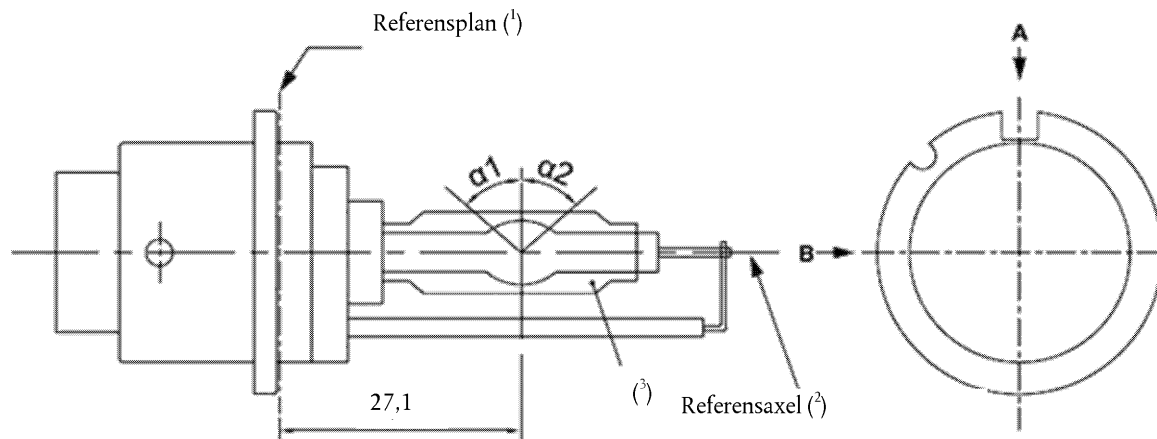 Referensplan (¹)
A
α1 α2
B
(³)
Referensaxel (²)
27,1